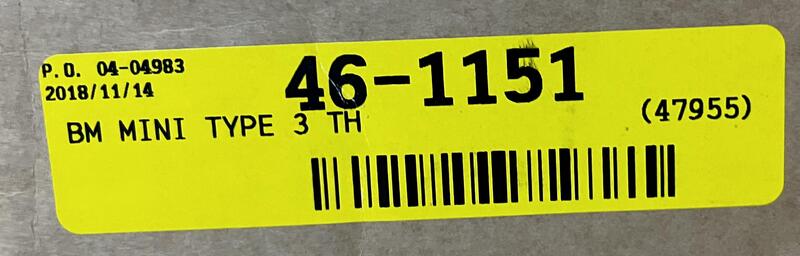 P.O. 04-04983
2018/11/14
46-1151
BM MINI TYPE 3 TH
(47955)